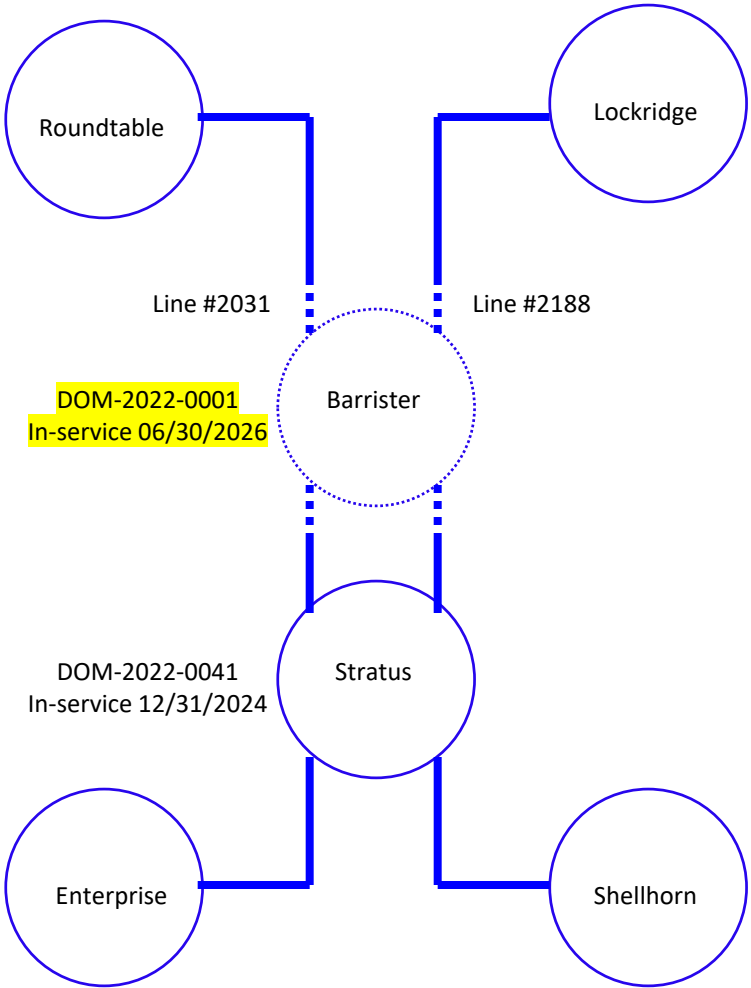 Roundtable
Lockridge
Line #2031
Line #2188
DOM-2022-0001
In-service 06/30/2026
Barrister
DOM-2022-0041
In-service 12/31/2024
Stratus
Enterprise
Shellhorn